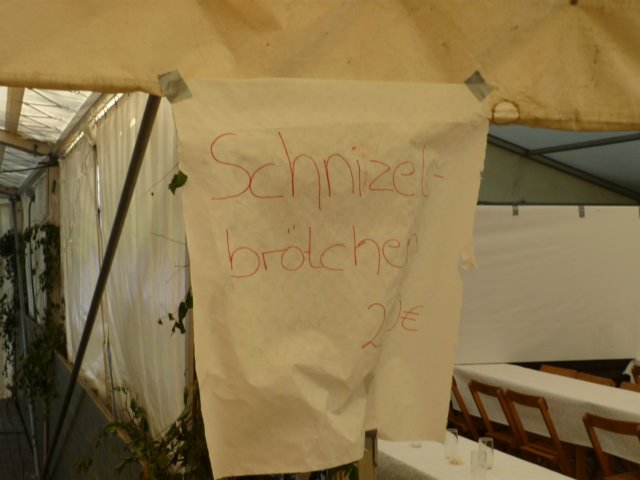 Schnizel-
brötchen
2,-€